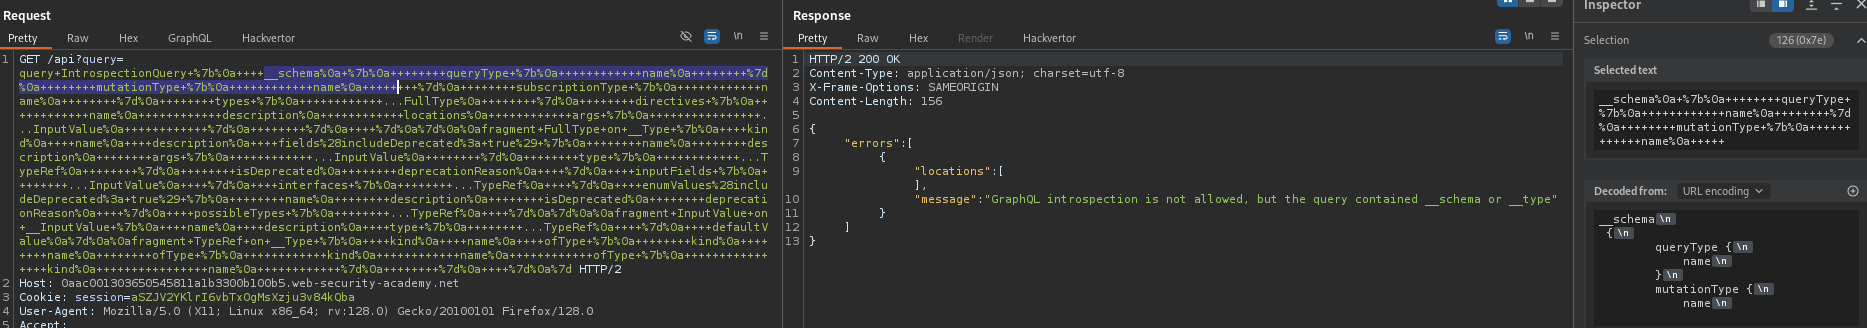 Request
Pretty Raw Hex GraphQL Hackvertor \n
1 GET /api?query=
query+IntrospectionQuery+%7b%0a++++__schema%0a+%7b%0a++++++++queryType+%7b%0a++++++++++++name%0a++++++++%7d
%0a++++++++mutationType+%7b%0a++++++++++++name%0a++++++++%7d%0a++++++++subscriptionType+%7b%0a++++++++++++n
ame%0a++++++++%7d%0a++++++++types+%7b%0a++++++++++++...FullType%0a++++++++%7d%0a++++++++directives+%7b%0a++
++++++++++name%0a++++++++++++description%0a++++++++++++locations%0a++++++++++++args+%7b%0a++++++++++++++++.
..InputValue%0a++++++++++++%7d%0a++++++++%7d%0a++++%7d%0a%7d%0a%0afragment+FullType+on+__Type+%7b%0a++++kin
d%0a++++name%0a++++description%0a++++fields%28includeDeprecated%3a+true%29+%7b%0a++++++++name%0a++++++++des
cription%0a++++++++args+%7b%0a++++++++++++...InputValue%0a++++++++%7d%0a++++++++type+%7b%0a++++++++++++...T
ypeRef%0a++++++++%7d%0a++++++++isDeprecated%0a++++++++deprecationReason%0a++++%7d%0a++++inputFields+%7b%0a+
+++++++...InputValue%0a++++%7d%0a++++interfaces+%7b%0a++++++++...TypeRef%0a++++%7d%0a++++enumValues%28inclu
deDeprecated%3a+true%29+%7b%0a++++++++name%0a++++++++description%0a++++++++isDeprecated%0a++++++++deprecati
onReason%0a++++%7d%0a++++possibleTypes+%7b%0a++++++++...TypeRef%0a++++%7d%0a%7d%0a%0afragment+InputValue+on
+__InputValue+%7b%0a++++name%0a++++description%0a++++type+%7b%0a++++++++...TypeRef%0a++++%7d%0a++++defaultV
alue%0a%7d%0a%0afragment+TypeRef+on+__Type+%7b%0a++++kind%0a++++name%0a++++ofType+%7b%0a++++++++kind%0a++++
++++name%0a++++++++ofType+%7b%0a++++++++++++kind%0a++++++++++++name%0a++++++++++++ofType+%7b%0a++++++++++++
++++kind%0a++++++++++++++++name%0a++++++++++++%7d%0a++++++++%7d%0a++++%7d%0a%7d HTTP/2
2 Host: 0aac001303650545811a1b3300b100b5.web-security-academy.net
3 Cookie: session=aSZJV2YKlrI6vbTxOgMsXzju3v84kQba
4 User-Agent: Mozilla/5.0 (X11; Linux x86_64; rv:128.0) Gecko/20100101 Firefox/128.0
5 Accept:
Response
Pretty Raw Hex Render Hackvertor \n
1 HTTP/2 200 OK
2 Content-Type: application/json; charset=utf-8
3 X-Frame-Options: SAMEORIGIN
4 Content-Length: 156
5
6 {
7 "errors":[
8 {
9 "locations":[
],
10 "message":"GraphQL introspection is not allowed, but the query contained __schema or __type"
11 }
12 ]
13 }
Inspector
Selection 126 (0x7e)
Selected text
__schema%0a+%7b%0a++++++++queryType+
%7b%0a++++++++++++name%0a++++++++%7d
%0a++++++++mutationType+%7b%0a++++++
++++++name%0a+++++
Decoded from: URL encoding
__schema\n
{\n
queryType {\n
name\n
}\n
mutationType {\n
name\n